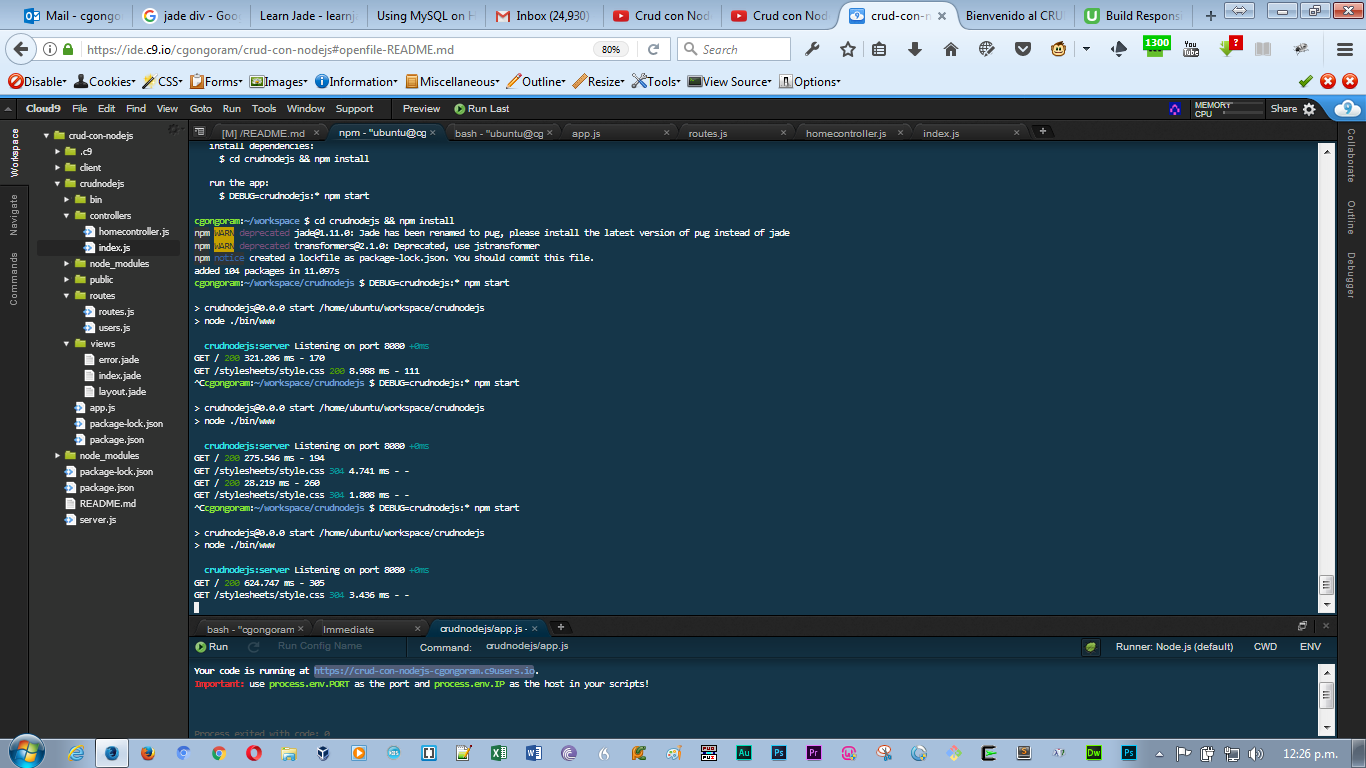 Mail - cgongo
jade div - Goo
Learn Jade - learnj
Using MySQL on H
Inbox (24,930)
Crud con Nod
Crud con Nod
crud-con-n
Bienvenido al CRU
Build Respons
https://ide.c9.io/cgongoram/crud-con-nodejs#openfile-README.md
80%
Search
1300
You Tube
?
Disable
Cookies
CSS
Forms
Images
Information
Miscellaneous
Outline
Resize
Tools
View Source
Options
Cloud9 File Edit Find View Goto Run Tools Window Support Preview Run Last
MEMORY
CPU
Share
Workspace
Navigate
Commands
crud-con-nodejs
.c9
client
crudnodejs
bin
controllers
homecontroller.js
index.js
node_modules
public
routes
routes.js
users.js
views
error.jade
index.jade
layout.jade
app.js
package-lock.json
package.json
node_modules
package-lock.json
package.json
README.md
server.js
[M] /README.md
npm - "ubuntu@cg
bash - "ubuntu@cg
app.js
routes.js
homecontroller.js
index.js
install dependencies:
$ cd crudnodejs && npm install
run the app:
$ DEBUG=crudnodejs:* npm start
cgongoram:~/workspace $ cd crudnodejs && npm install
npm WARN deprecated jade@1.11.0: Jade has been renamed to pug, please install the latest version of pug instead of jade
npm WARN deprecated transformers@2.1.0: Deprecated, use jstransformer
npm notice created a lockfile as package-lock.json. You should commit this file.
added 104 packages in 11.097s
cgongoram:~/workspace/crudnodejs $ DEBUG=crudnodejs:* npm start
> crudnodejs@0.0.0 start /home/ubuntu/workspace/crudnodejs
> node ./bin/www
crudnodejs:server Listening on port 8080 +0ms
GET / 200 321.206 ms - 170
GET /stylesheets/style.css 200 8.988 ms - 111
^Ccgongoram:~/workspace/crudnodejs $ DEBUG=crudnodejs:* npm start
> crudnodejs@0.0.0 start /home/ubuntu/workspace/crudnodejs
> node ./bin/www
crudnodejs:server Listening on port 8080 +0ms
GET / 200 275.546 ms - 194
GET /stylesheets/style.css 304 4.741 ms - -
GET / 200 28.219 ms - 260
GET /stylesheets/style.css 304 1.808 ms - -
^Ccgongoram:~/workspace/crudnodejs $ DEBUG=crudnodejs:* npm start
> crudnodejs@0.0.0 start /home/ubuntu/workspace/crudnodejs
> node ./bin/www
crudnodejs:server Listening on port 8080 +0ms
GET / 200 624.747 ms - 305
GET /stylesheets/style.css 304 3.436 ms - -
Collaborate
Outline
Debugger
bash - "cgongoram
Immediate
crudnodejs/app.js -
Run
Run Config Name
Command: crudnodejs/app.js
Runner: Node.js (default)
CWD
ENV
Your code is running at https://crud-con-nodejs-cgongoram.c9users.io.
Important: use process.env.PORT as the port and process.env.IP as the host in your scripts!
Process exited with code: 0
Au
Ps
Pr
Dw
Ps
12:26 p.m.